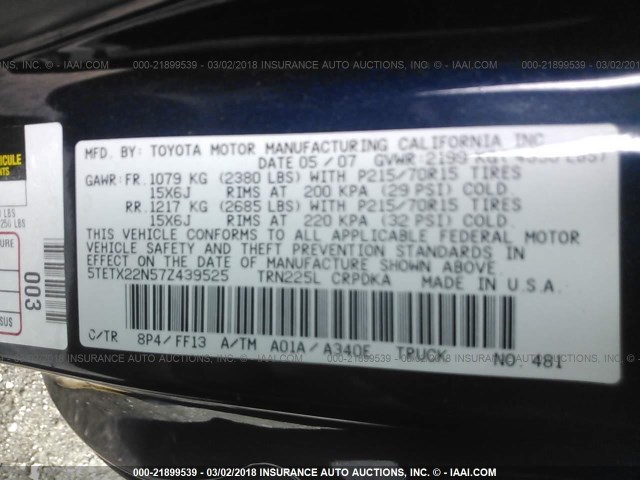 000-21899539 - 03/02/2018 INSURANCE AUTO AUCTIONS, INC. - IAAI.COM
MFD. BY: TOYOTA MOTOR MANUFACTURING CALIFORNIA INC
DATE 05 / 07 GVWR
GAWR: FR. 1079 KG (2380 LBS) WITH P215/70R15 TIRES
15X6J RIMS AT 200 KPA (29 PSI) COLD.
RR. 1217 KG (2685 LBS) WITH P215/70R15 TIRES
15X6J RIMS AT 220 KPA (32 PSI) COLD.
THIS VEHICLE CONFORMS TO ALL APPLICABLE FEDERAL MOTOR
VEHICLE SAFETY AND THEFT PREVENTION STANDARDS IN
EFFECT ON THE DATE OF MANUFACTURE SHOWN ABOVE.
5TETX22N57Z439525 TRN225L CRPDKA MADE IN U.S.A
C/TR 8P4/FF13 A/TM A01A/A340E TRUCK NO. 481
003
LBS
000-21899539 - 03/02/2018 INSURANCE AUTO AUCTIONS, INC. - IAAI.COM